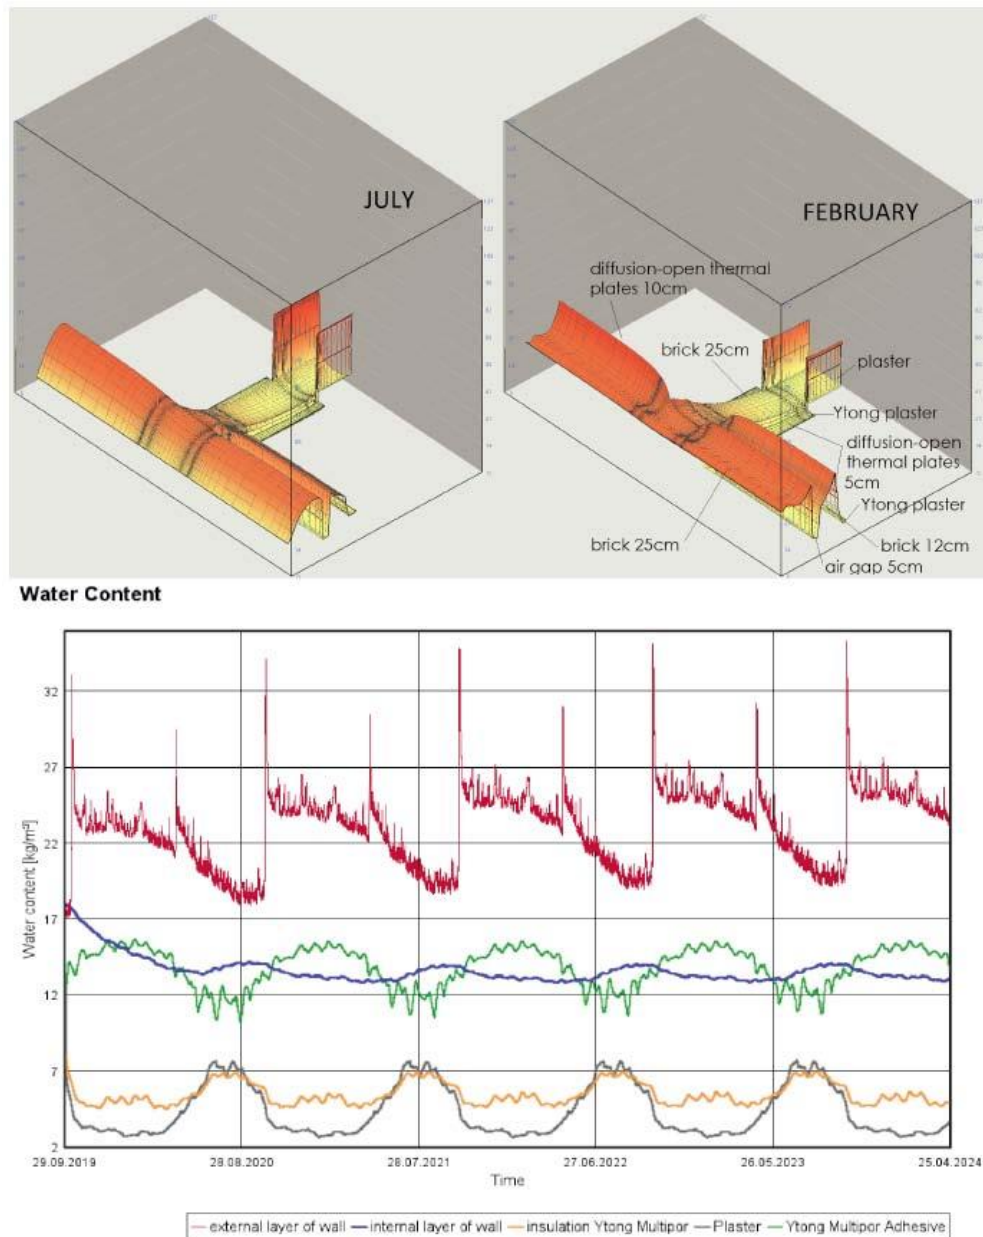 JULY
FEBRUARY
diffusion-open thermal
plates 10cm
brick 25cm
plaster
Ytong plaster
diffusion-open
thermal plates
5cm
Ytong plaster
brick 25cm
brick 12cm
air gap 5cm
Water Content
Water content [kg/m³]
32
27
22
17
12
7
2
29.09.2019
28.08.2020
28.07.2021
27.06.2022
26.05.2023
25.04.2024
Time
external layer of wall
internal layer of wall
insulation Ytong Multipor
Plaster
Ytong Multipor Adhesive